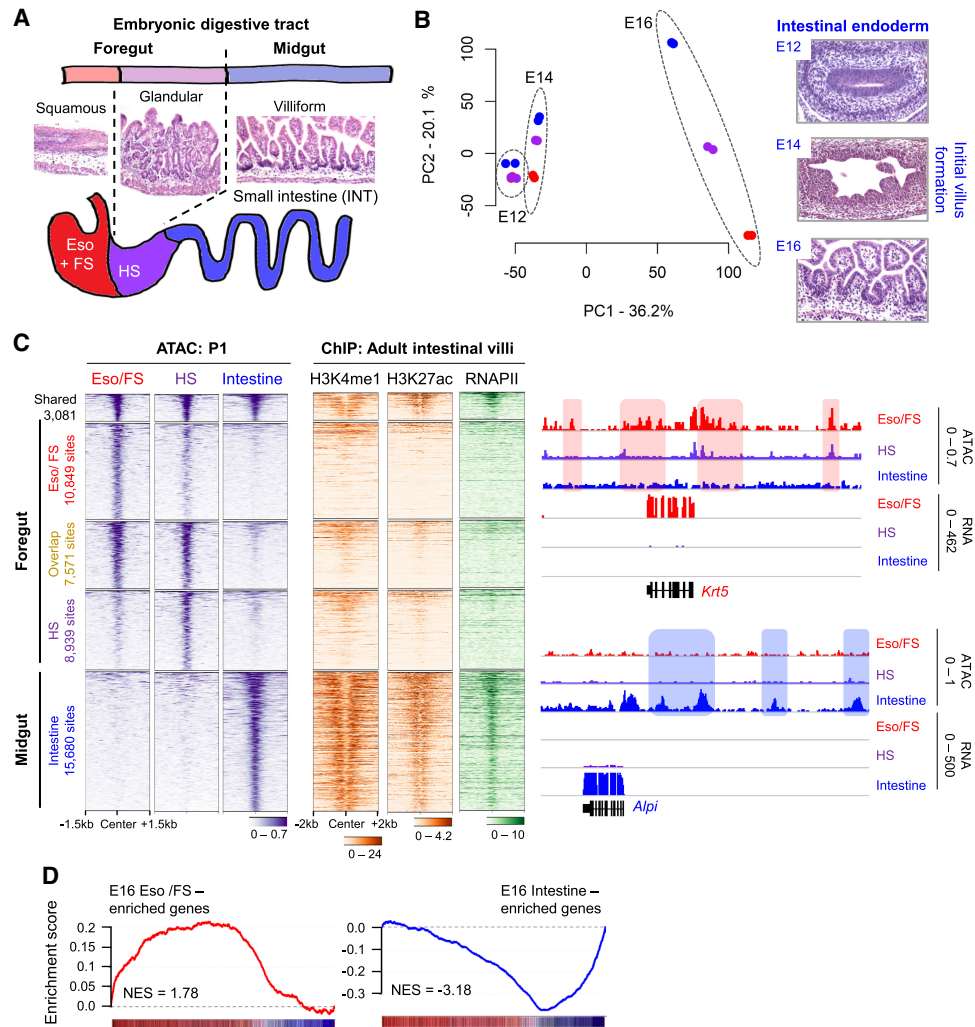 A
Embryonic digestive tract
Foregut
Midgut
Squamous
Glandular
Villiform
Small intestine (INT)
Eso
+ FS
HS
B
PC2 - 20.1 %
100
50
0
-50
E16
E14
E12
-50
0
50
100
PC1 - 36.2%
Intestinal endoderm
E12
E14
E16
Initial villus
formation
C
ATAC: P1
Eso/FS
HS
Intestine
ChIP: Adult intestinal villi
H3K4me1
H3K27ac
RNAPII
Shared
3,081
Foregut
Eso/ FS
10,849 sites
Overlap
7,571 sites
HS
8,939 sites
Midgut
Intestine
15,680 sites
-1.5kb Center +1.5kb
0 – 0.7
-2kb Center +2kb
0 – 24
0 – 4.2
0 – 10
Eso/FS
HS
Intestine
ATAC
0 – 0.7
Eso/FS
HS
Intestine
RNA
0 – 462
Krt5
Eso/FS
HS
Intestine
ATAC
0 – 1
Eso/FS
HS
Intestine
RNA
0 – 500
Alpi
D
E16 Eso /FS –
enriched genes
Enrichment score
0.2
0.15
0.1
0.05
0.0
NES = 1.78
E16 Intestine –
enriched genes
0.0
-0.1
-0.2
-0.3
NES = -3.18